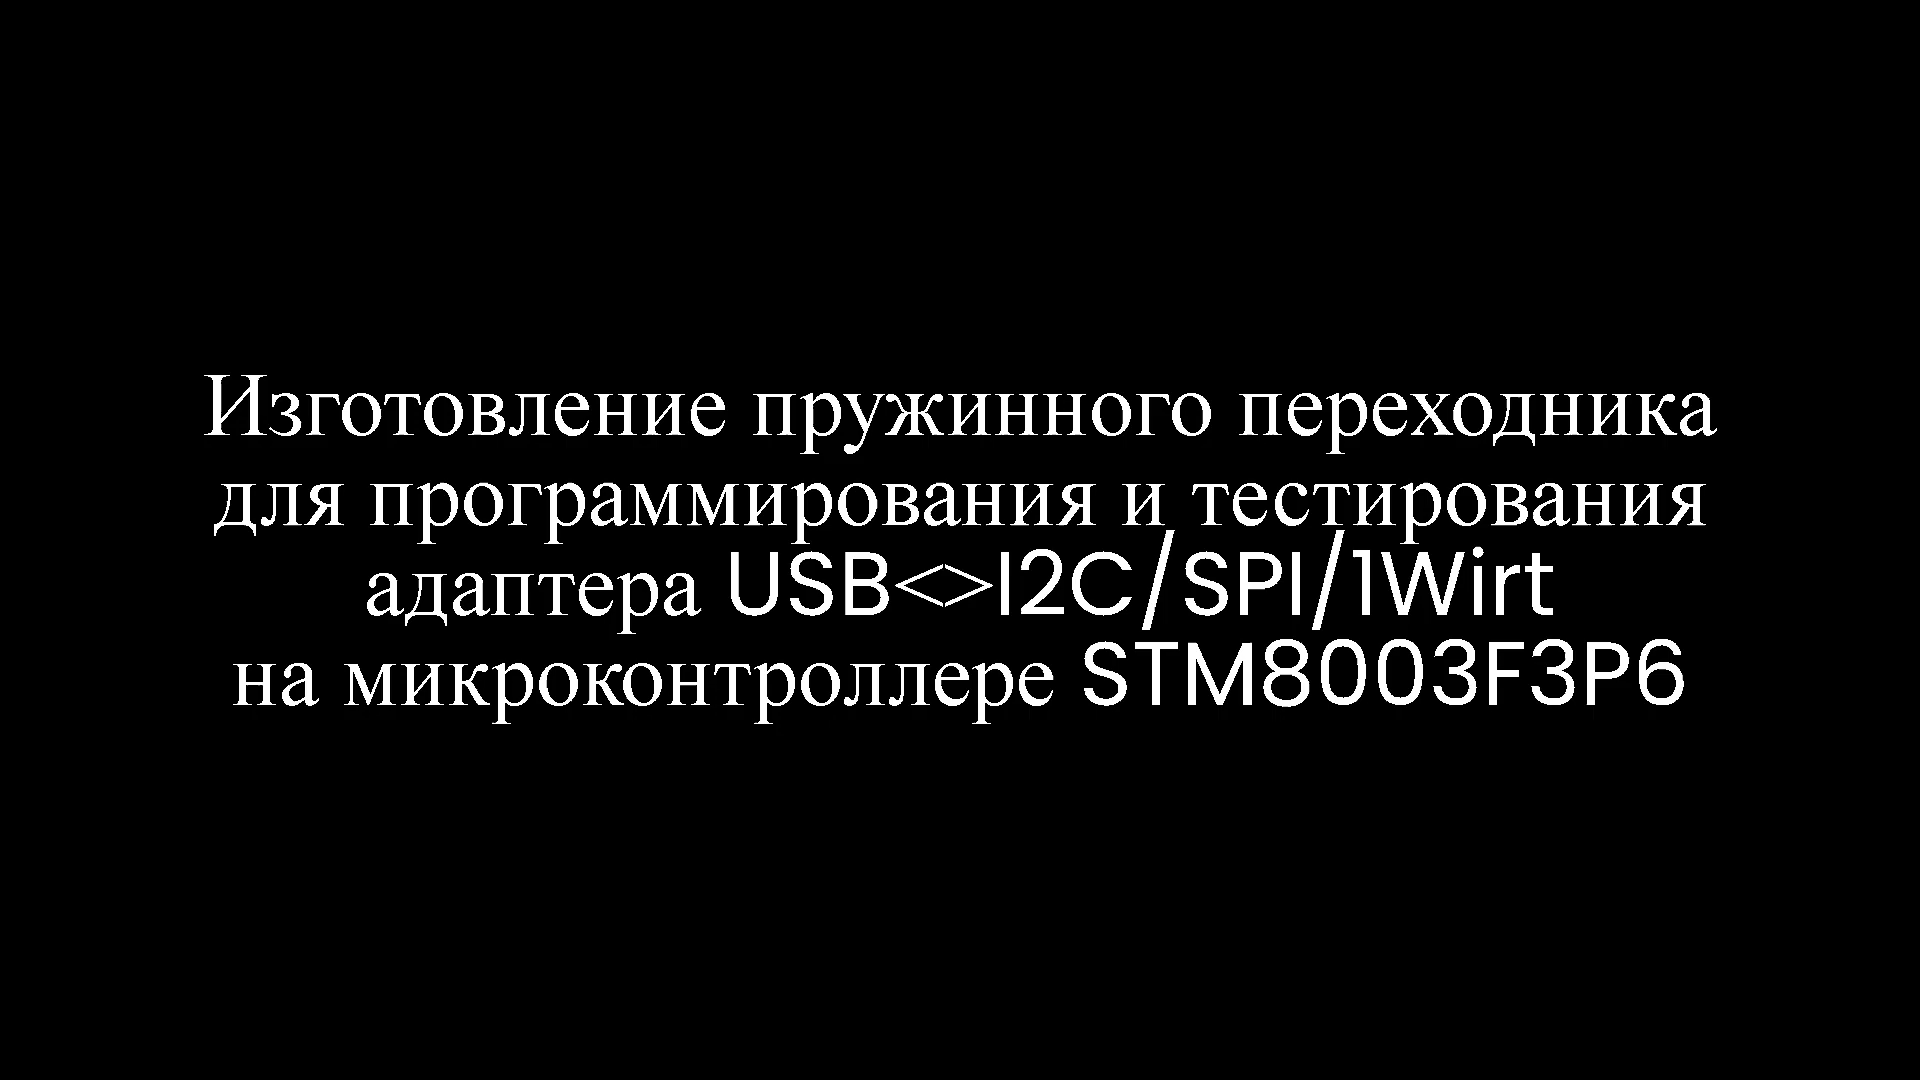 Изготовление пружинного переходника
для программирования и тестирования
адаптера USB<>I2C/SPI/1Wirt
на микроконтроллере STM8003F3P6